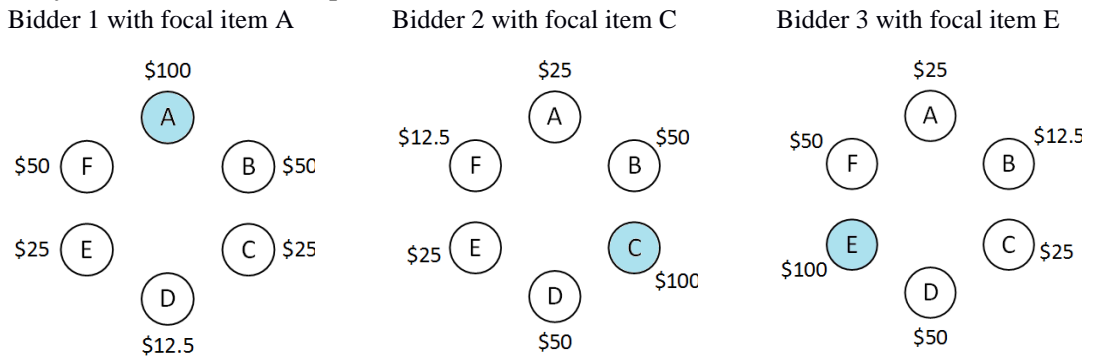 Bidder 1 with focal item A
$100
A
$50 F B $50
$25 E C $25
D
$12.5
Bidder 2 with focal item C
$25
A
$12.5 F B $50
$25 E C $100
D
$50
Bidder 3 with focal item E
$25
A
$50 F B $12.5
$100 E C $25
D
$50